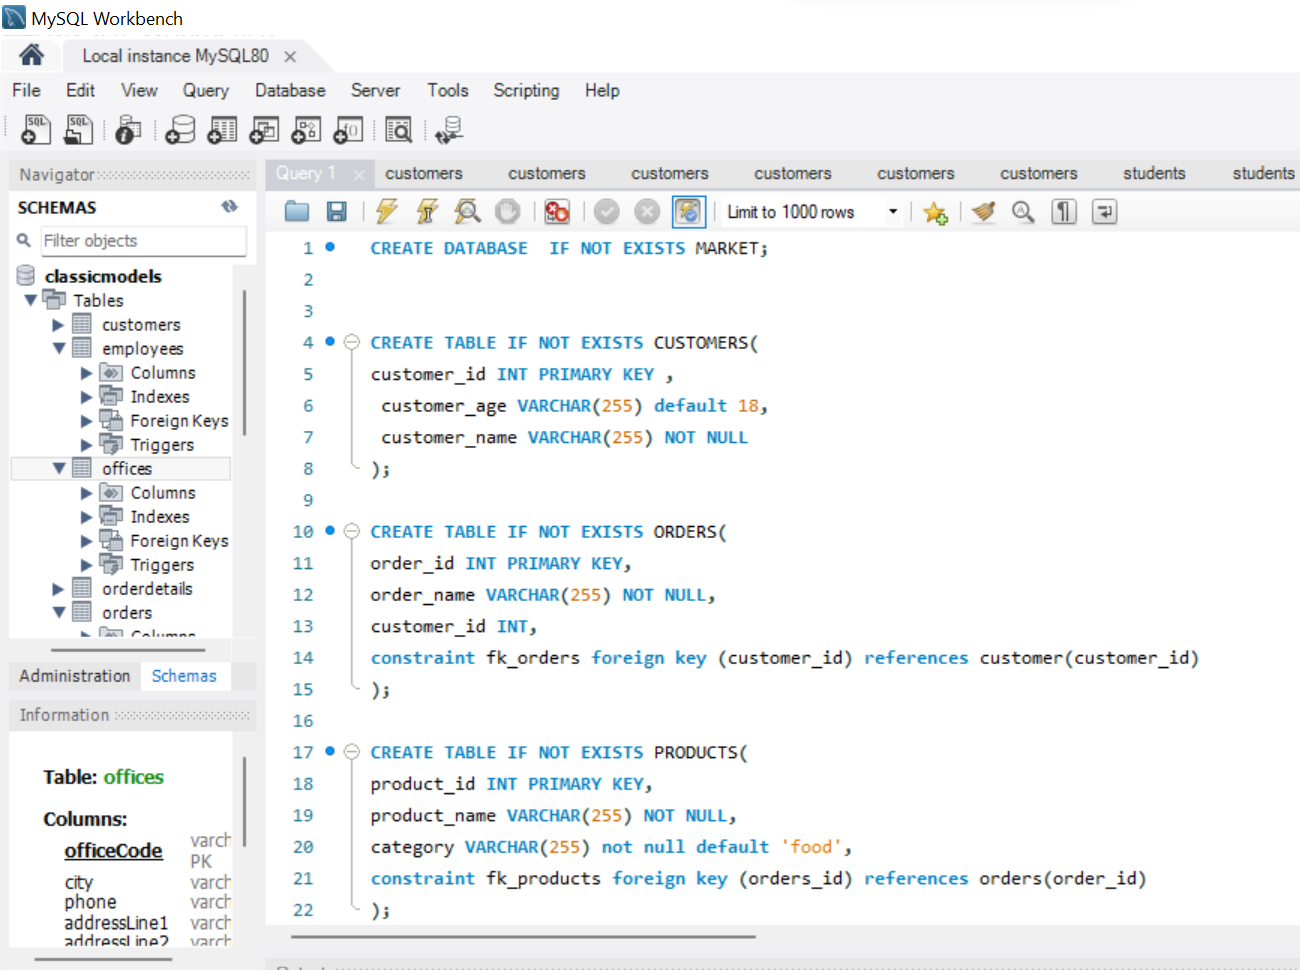 MySQL Workbench
Local instance MySQL80 ×
File Edit View Query Database Server Tools Scripting Help
SQL SQL
Navigator
SCHEMAS
Filter objects
classicmodels
Tables
customers
employees
Columns
Indexes
Foreign Keys
Triggers
offices
Columns
Indexes
Foreign Keys
Triggers
orderdetails
orders
Columns
Administration Schemas
Information
Table: offices
Columns:
officeCode varch
PK
city varch
phone varch
addressLine1 varch
addressLine2 varch
Query 1 × customers customers customers customers customers customers students students
Limit to 1000 rows
1 CREATE DATABASE  IF NOT EXISTS MARKET;
2
3
4 CREATE TABLE IF NOT EXISTS CUSTOMERS(
5 customer_id INT PRIMARY KEY ,
6  customer_age VARCHAR(255) default 18,
7  customer_name VARCHAR(255) NOT NULL
8 );
9
10 CREATE TABLE IF NOT EXISTS ORDERS(
11 order_id INT PRIMARY KEY,
12 order_name VARCHAR(255) NOT NULL,
13 customer_id INT,
14 constraint fk_orders foreign key (customer_id) references customer(customer_id)
15 );
16
17 CREATE TABLE IF NOT EXISTS PRODUCTS(
18 product_id INT PRIMARY KEY,
19 product_name VARCHAR(255) NOT NULL,
20 category VARCHAR(255) not null default 'food',
21 constraint fk_products foreign key (orders_id) references orders(order_id)
22 );